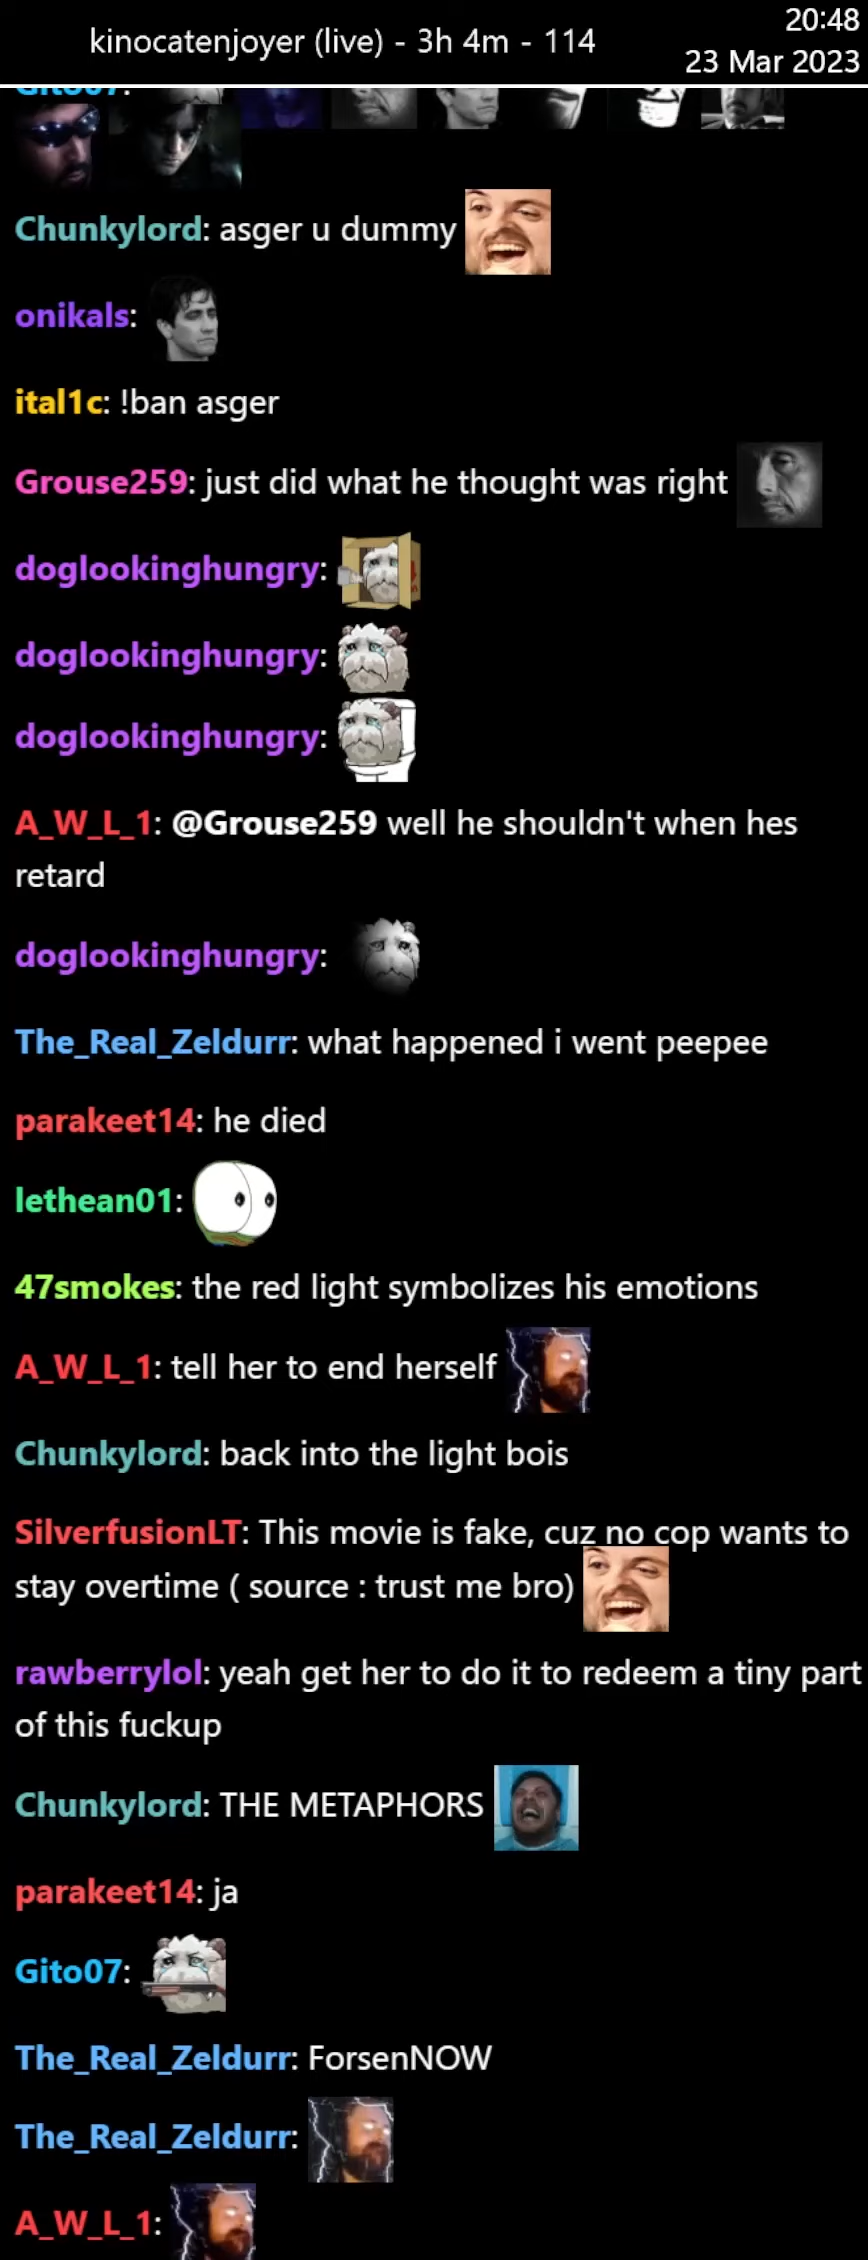 20:48
kinocatenjoyer (live) - 3h 4m - 114
23 Mar 2023
Gito07:
Chunkylord: asger u dummy
onikals:
ital1c: !ban asger
Grouse259: just did what he thought was right
doglookinghungry:
doglookinghungry:
doglookinghungry:
A_W_L_1: @Grouse259 well he shouldn't when hes
retard
doglookinghungry:
The_Real_Zeldurr: what happened i went peepee
parakeet14: he died
lethean01:
47smokes: the red light symbolizes his emotions
A_W_L_1: tell her to end herself
Chunkylord: back into the light bois
SilverfusionLT: This movie is fake, cuz no cop wants to
stay overtime ( source : trust me bro)
rawberrylol: yeah get her to do it to redeem a tiny part
of this fuckup
Chunkylord: THE METAPHORS
parakeet14: ja
Gito07:
The_Real_Zeldurr: ForsenNOW
The_Real_Zeldurr:
A_W_L_1: